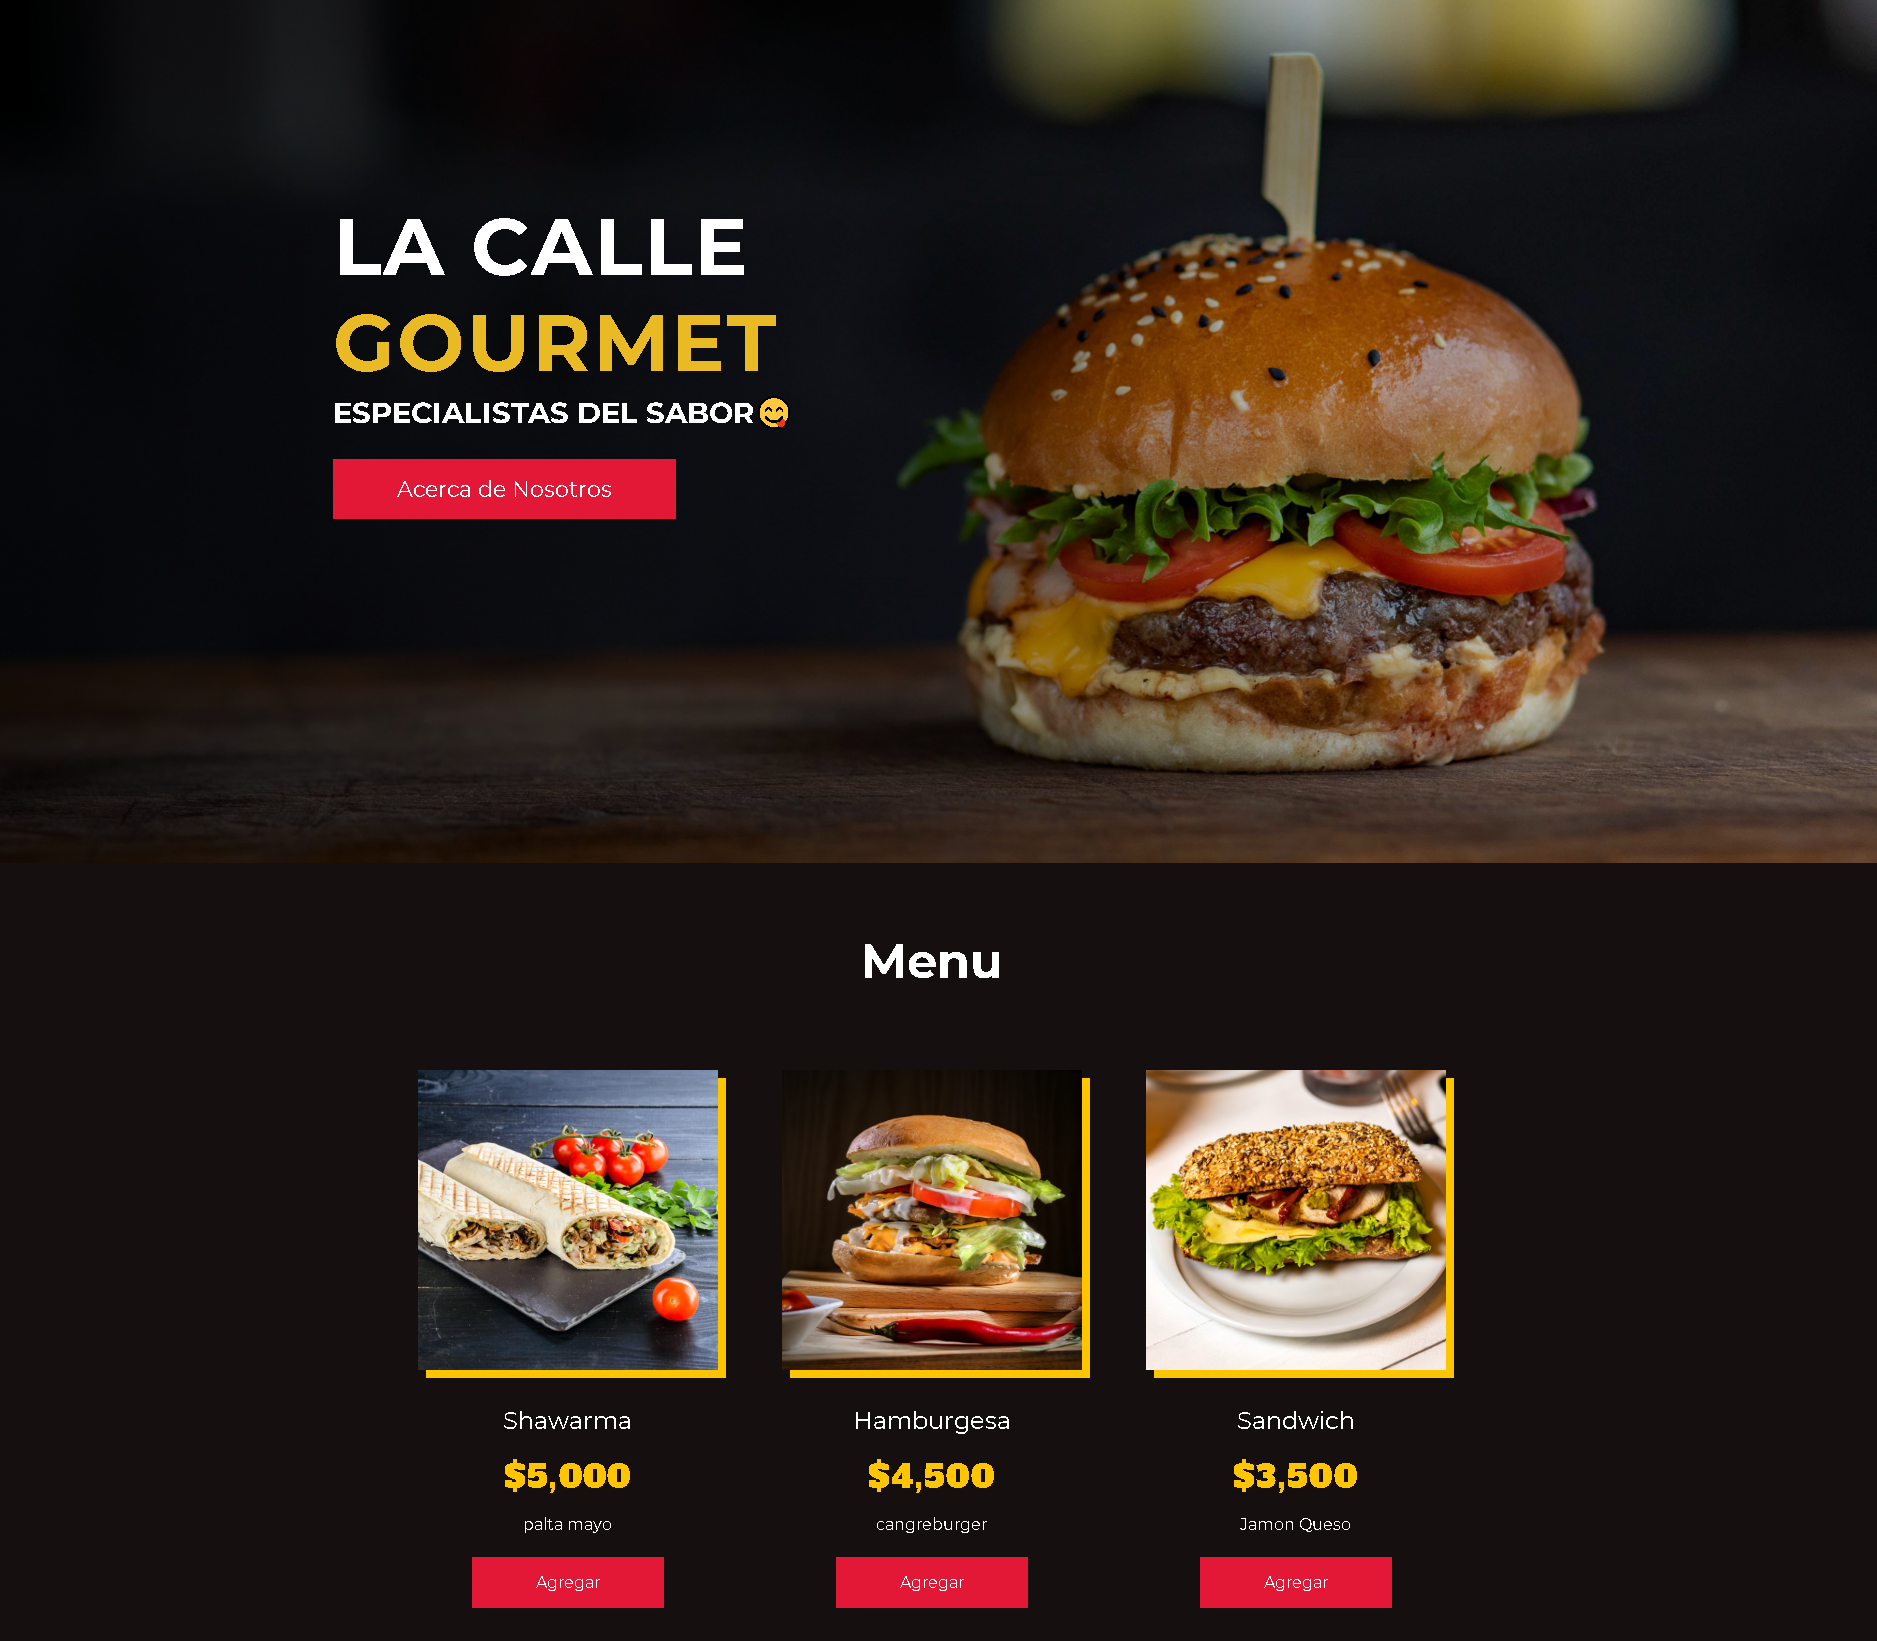 LA CALLE
GOURMET
ESPECIALISTAS DEL SABOR😋
Acerca de Nosotros
Menu
Shawarma
$5,000
palta mayo
Agregar
Hamburgesa
$4,500
cangreburger
Agregar
Sandwich
$3,500
Jamon Queso
Agregar